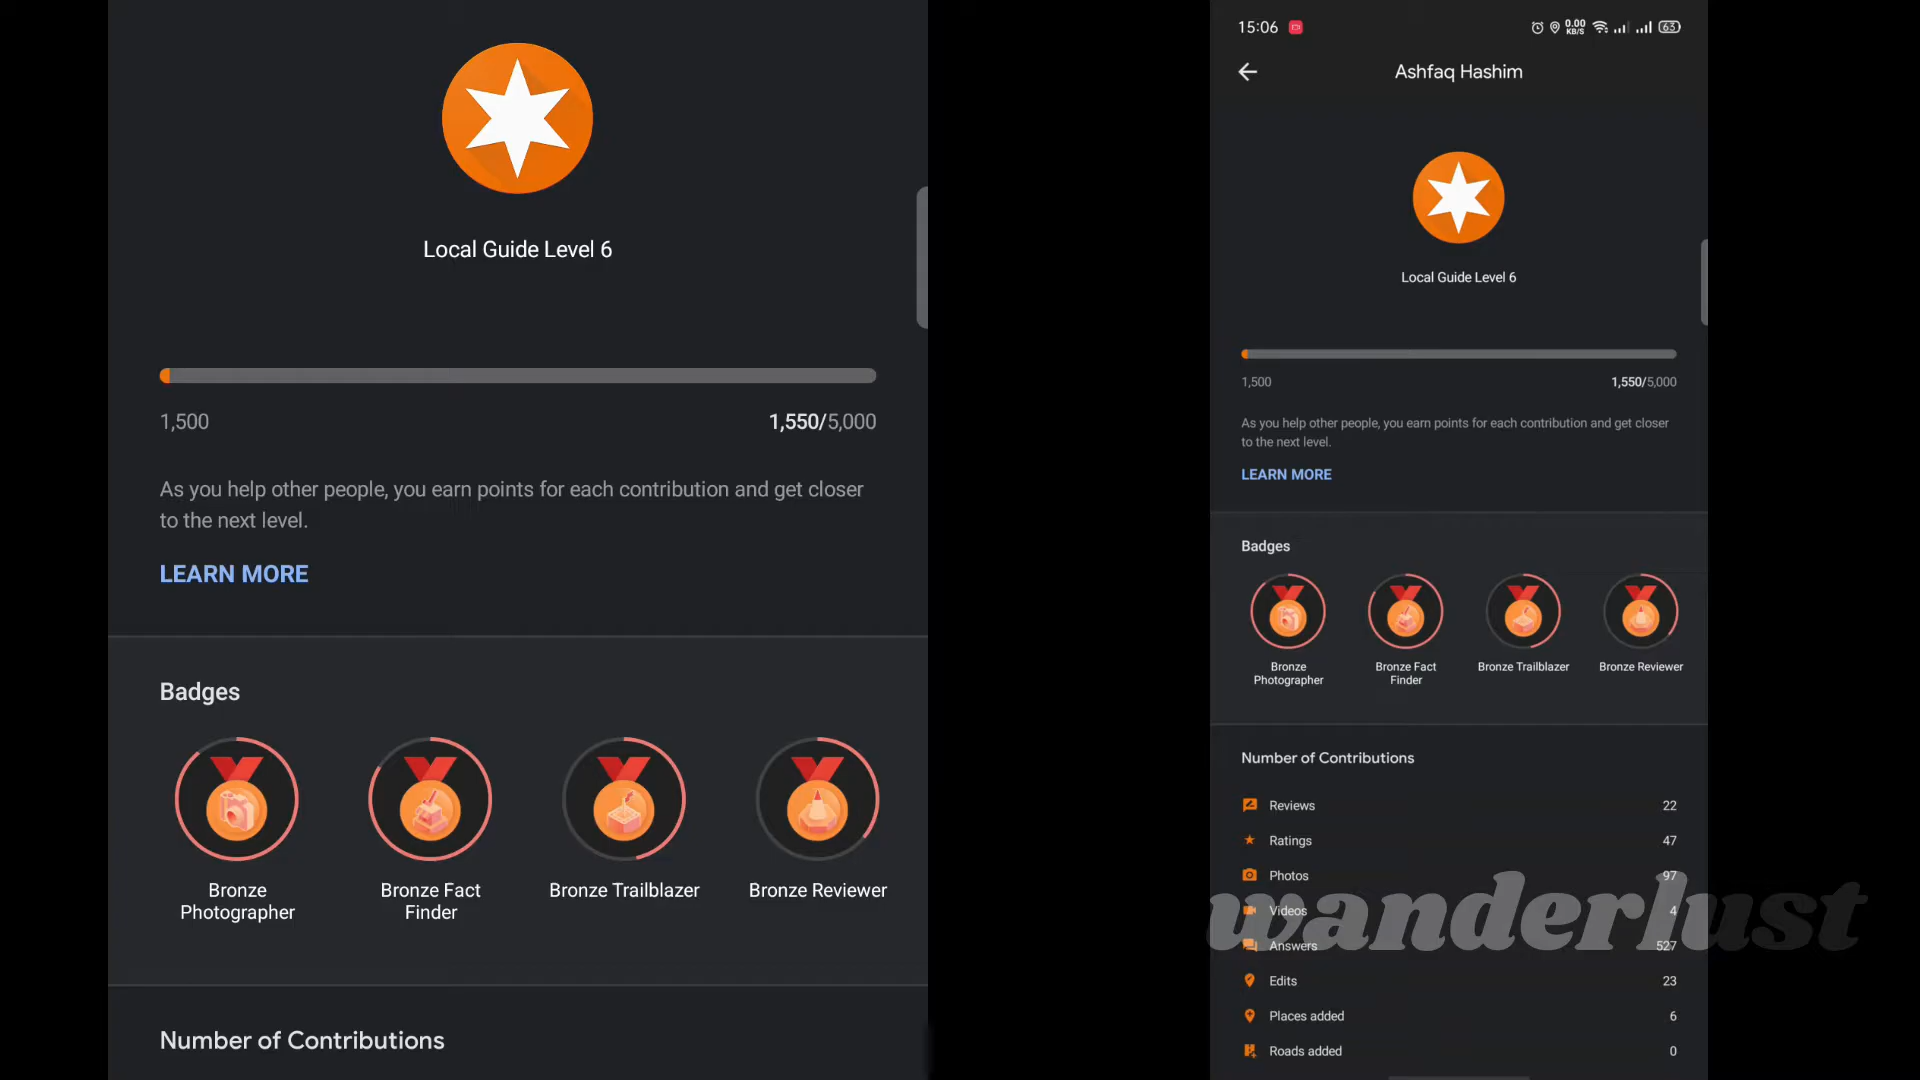 Local Guide Level 6
1,500 1,550/5,000
As you help other people, you earn points for each contribution and get closer
to the next level.
LEARN MORE
Badges
Bronze Photographer
Bronze Fact Finder
Bronze Trailblazer
Bronze Reviewer
Number of Contributions
15:06 0.00 KB/S 63
Ashfaq Hashim
Local Guide Level 6
1,500 1,550/5,000
As you help other people, you earn points for each contribution and get closer
to the next level.
LEARN MORE
Badges
Bronze Photographer
Bronze Fact Finder
Bronze Trailblazer
Bronze Reviewer
Number of Contributions
Reviews 22
Ratings 47
Photos 97
Videos 4
Answers 527
Edits 23
Places added 6
Roads added 0
wanderlust